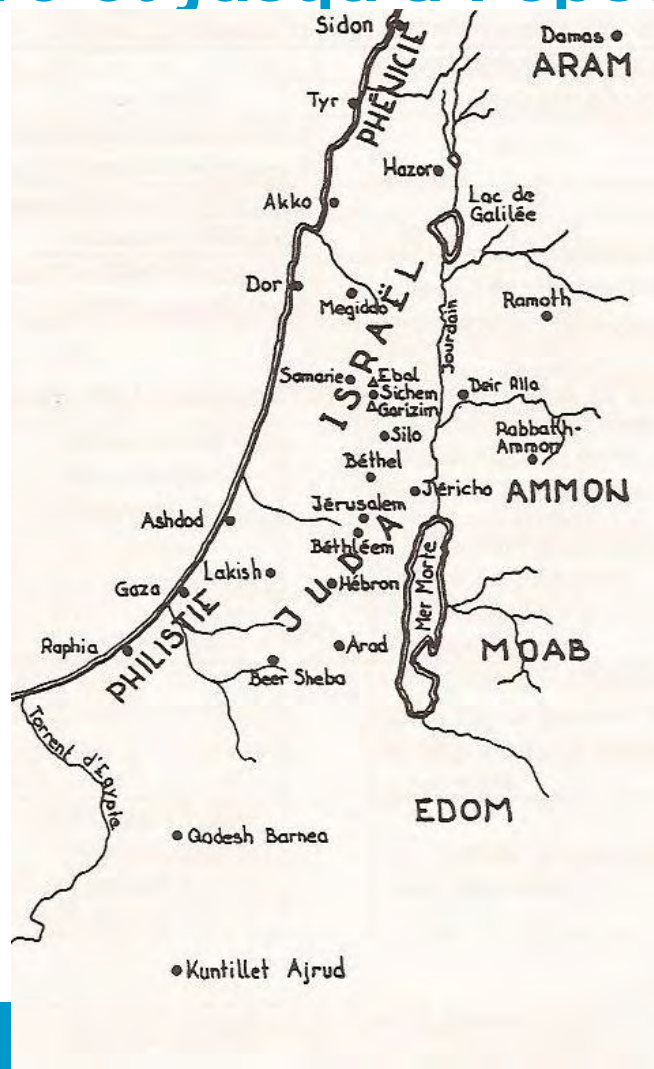 Sidon
Damas
ARAM
PHÉNICIE
Tyr
Hazor
Lac de
Galilée
Akko
Dor
Megiddo
Ramoth
ISRAËL
Jourdain
Samarie
Ebal
Sichem
Garizim
Deir Alla
Silo
Rabbath-
Ammon
Béthel
Jéricho
AMMON
Jérusalem
Ashdod
Béthléem
JUDA
Mer Morte
Lakish
Hébron
Gaza
PHILISTIE
Raphia
Arad
MOAB
Beer Sheba
Torrent d'Egypte
EDOM
Qadesh Barnea
Kuntillet Ajrud